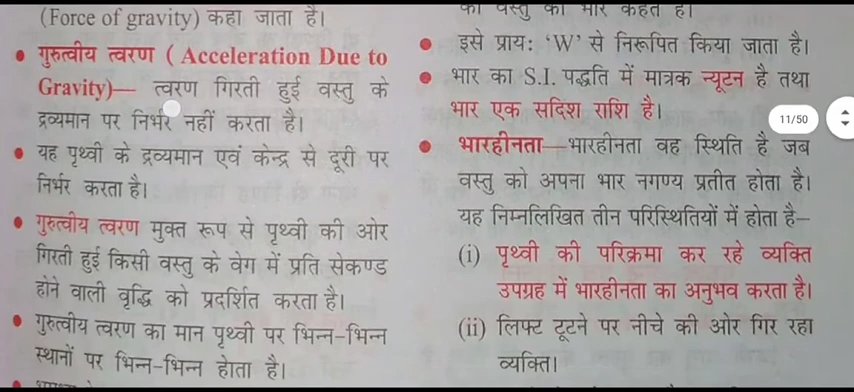 (Force of gravity) कहा जाता है।
• गुरुत्वीय त्वरण ( Acceleration Due to
Gravity)— त्वरण गिरती हुई वस्तु के
द्रव्यमान पर निर्भर नहीं करता है।
• यह पृथ्वी के द्रव्यमान एवं केन्द्र से दूरी पर
निर्भर करता है।
• गुरुत्वीय त्वरण मुक्त रूप से पृथ्वी की ओर
गिरती हुई किसी वस्तु के वेग में प्रति सेकण्ड
होने वाली वृद्धि को प्रदर्शित करता है।
• गुरुत्वीय त्वरण का मान पृथ्वी पर भिन्न-भिन्न
स्थानों पर भिन्न-भिन्न होता है।
का वस्तु का भार कहते हैं।
• इसे प्राय: ‘W’ से निरूपित किया जाता है।
• भार का S.I. पद्धति में मात्रक न्यूटन है तथा
भार एक सदिश राशि है।
11/50
• भारहीनता—भारहीनता वह स्थिति है जब
वस्तु को अपना भार नगण्य प्रतीत होता है।
यह निम्नलिखित तीन परिस्थितियों में होता है–
(i) पृथ्वी की परिक्रमा कर रहे व्यक्ति
उपग्रह में भारहीनता का अनुभव करता है।
(ii) लिफ्ट टूटने पर नीचे की ओर गिर रहा
व्यक्ति।